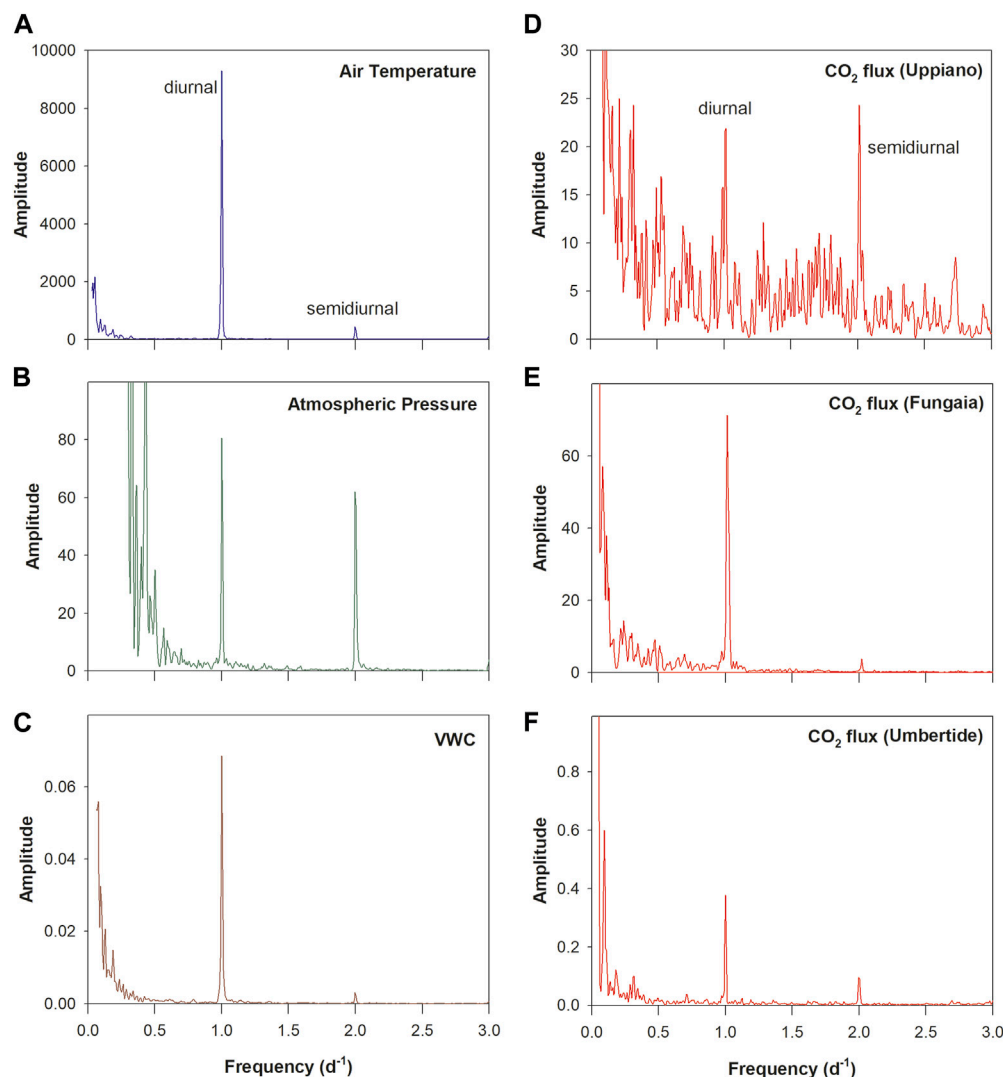 A
Air Temperature
diurnal
semidiurnal
Amplitude
10000
8000
6000
4000
2000
0
B
Atmospheric Pressure
Amplitude
80
60
40
20
0
C
VWC
Amplitude
0.06
0.04
0.02
0.00
0.0 0.5 1.0 1.5 2.0 2.5 3.0
Frequency (d⁻¹)
D
CO₂ flux (Uppiano)
diurnal
semidiurnal
Amplitude
30
25
20
15
10
5
0
E
CO₂ flux (Fungaia)
Amplitude
60
40
20
0
F
CO₂ flux (Umbertide)
Amplitude
0.8
0.6
0.4
0.2
0.0
0.0 0.5 1.0 1.5 2.0 2.5 3.0
Frequency (d⁻¹)